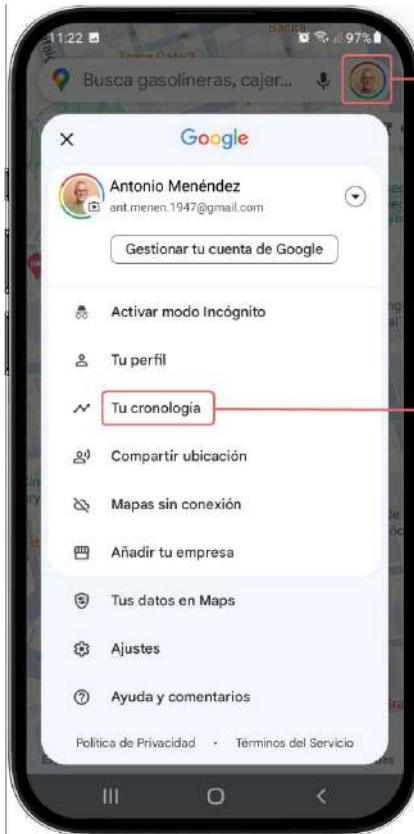 11:22 97%
Busca gasolineras, cajer...
Google
Antonio Menéndez
ant.menen.1947@gmail.com
Gestionar tu cuenta de Google
Activar modo Incógnito
Tu perfil
Tu cronología
Compartir ubicación
Mapas sin conexión
Añadir tu empresa
Tus datos en Maps
Ajustes
Ayuda y comentarios
Política de Privacidad · Términos del Servicio